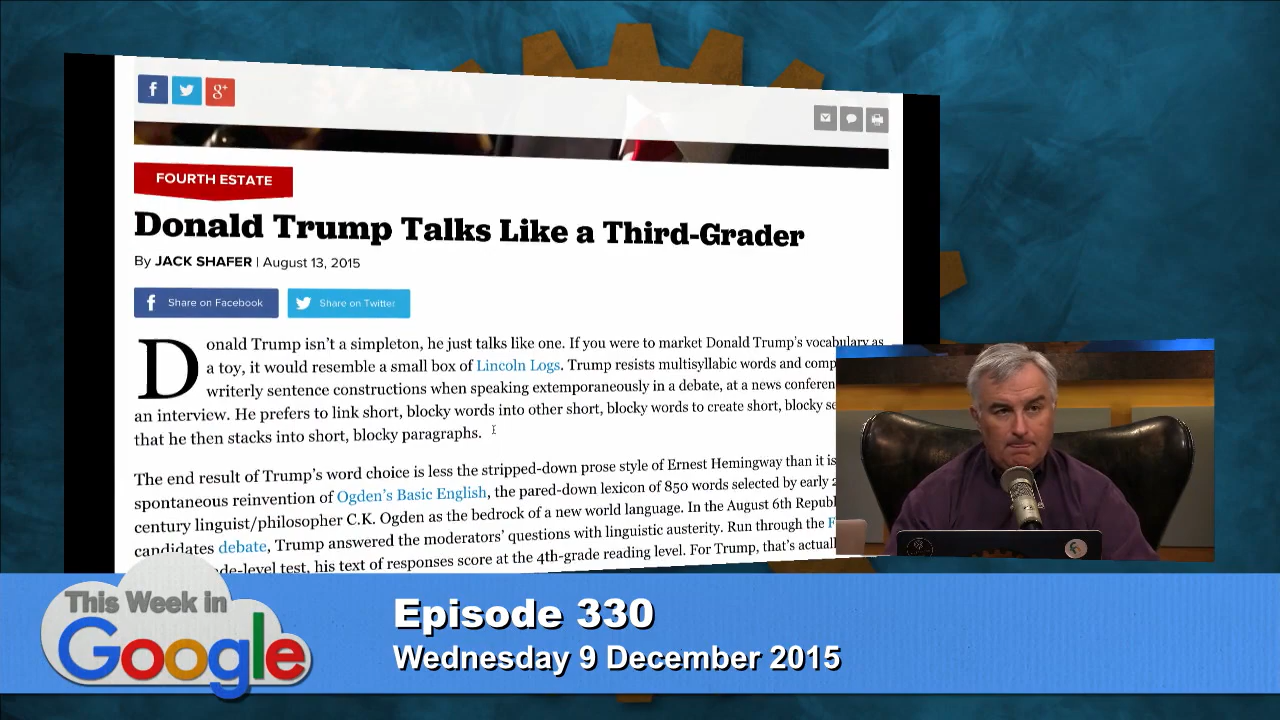 FOURTH ESTATE
Donald Trump Talks Like a Third-Grader
By JACK SHAFER | August 13, 2015
f Share on Facebook Share on Twitter
Donald Trump isn't a simpleton, he just talks like one. If you were to market Donald Trump's vocabulary as
a toy, it would resemble a small box of Lincoln Logs. Trump resists multisyllabic words and comp
writerly sentence constructions when speaking extemporaneously in a debate, at a news conferen
an interview. He prefers to link short, blocky words into other short, blocky words to create short, blocky se
that he then stacks into short, blocky paragraphs.
The end result of Trump's word choice is less the stripped-down prose style of Ernest Hemingway than it is
spontaneous reinvention of Ogden's Basic English, the pared-down lexicon of 850 words selected by early 2
century linguist/philosopher C.K. Ogden as the bedrock of a new world language. In the August 6th Repub
candidates debate, Trump answered the moderators' questions with linguistic austerity. Run through the F
de-level test, his text of responses score at the 4th-grade reading level. For Trump, that's actuall
This Week in
Google
Episode 330
Wednesday 9 December 2015